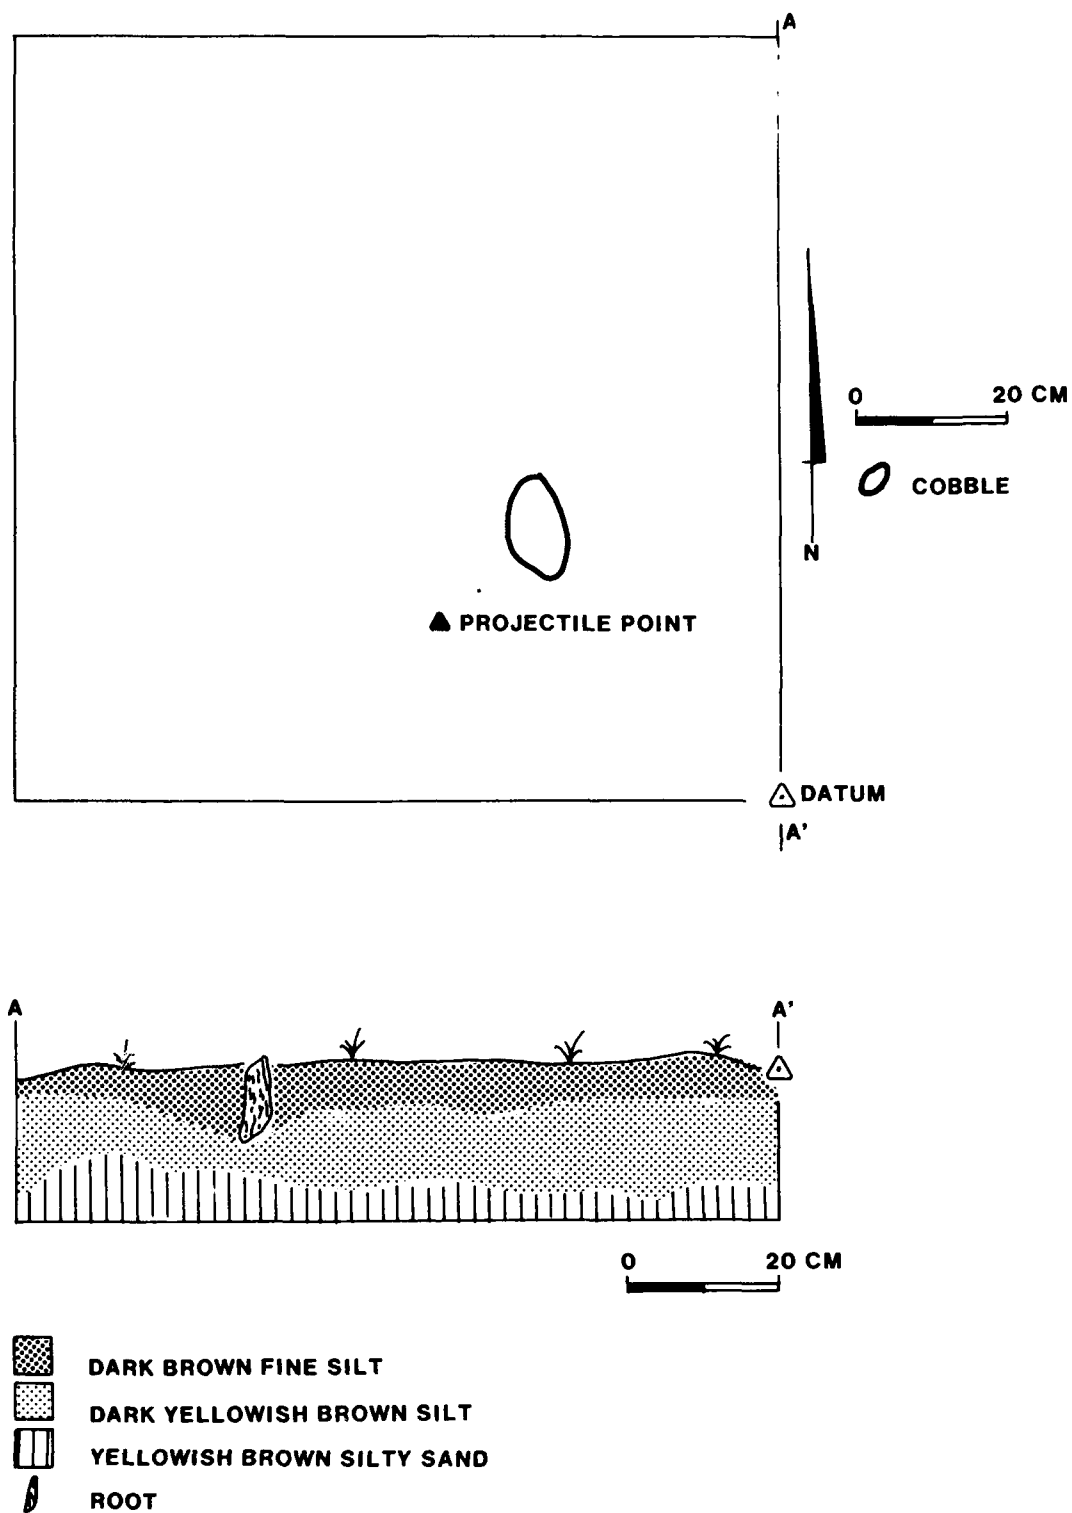 A
0 20 CM
COBBLE
N
PROJECTILE POINT
DATUM
A'
A A'
0 20 CM
DARK BROWN FINE SILT
DARK YELLOWISH BROWN SILT
YELLOWISH BROWN SILTY SAND
ROOT